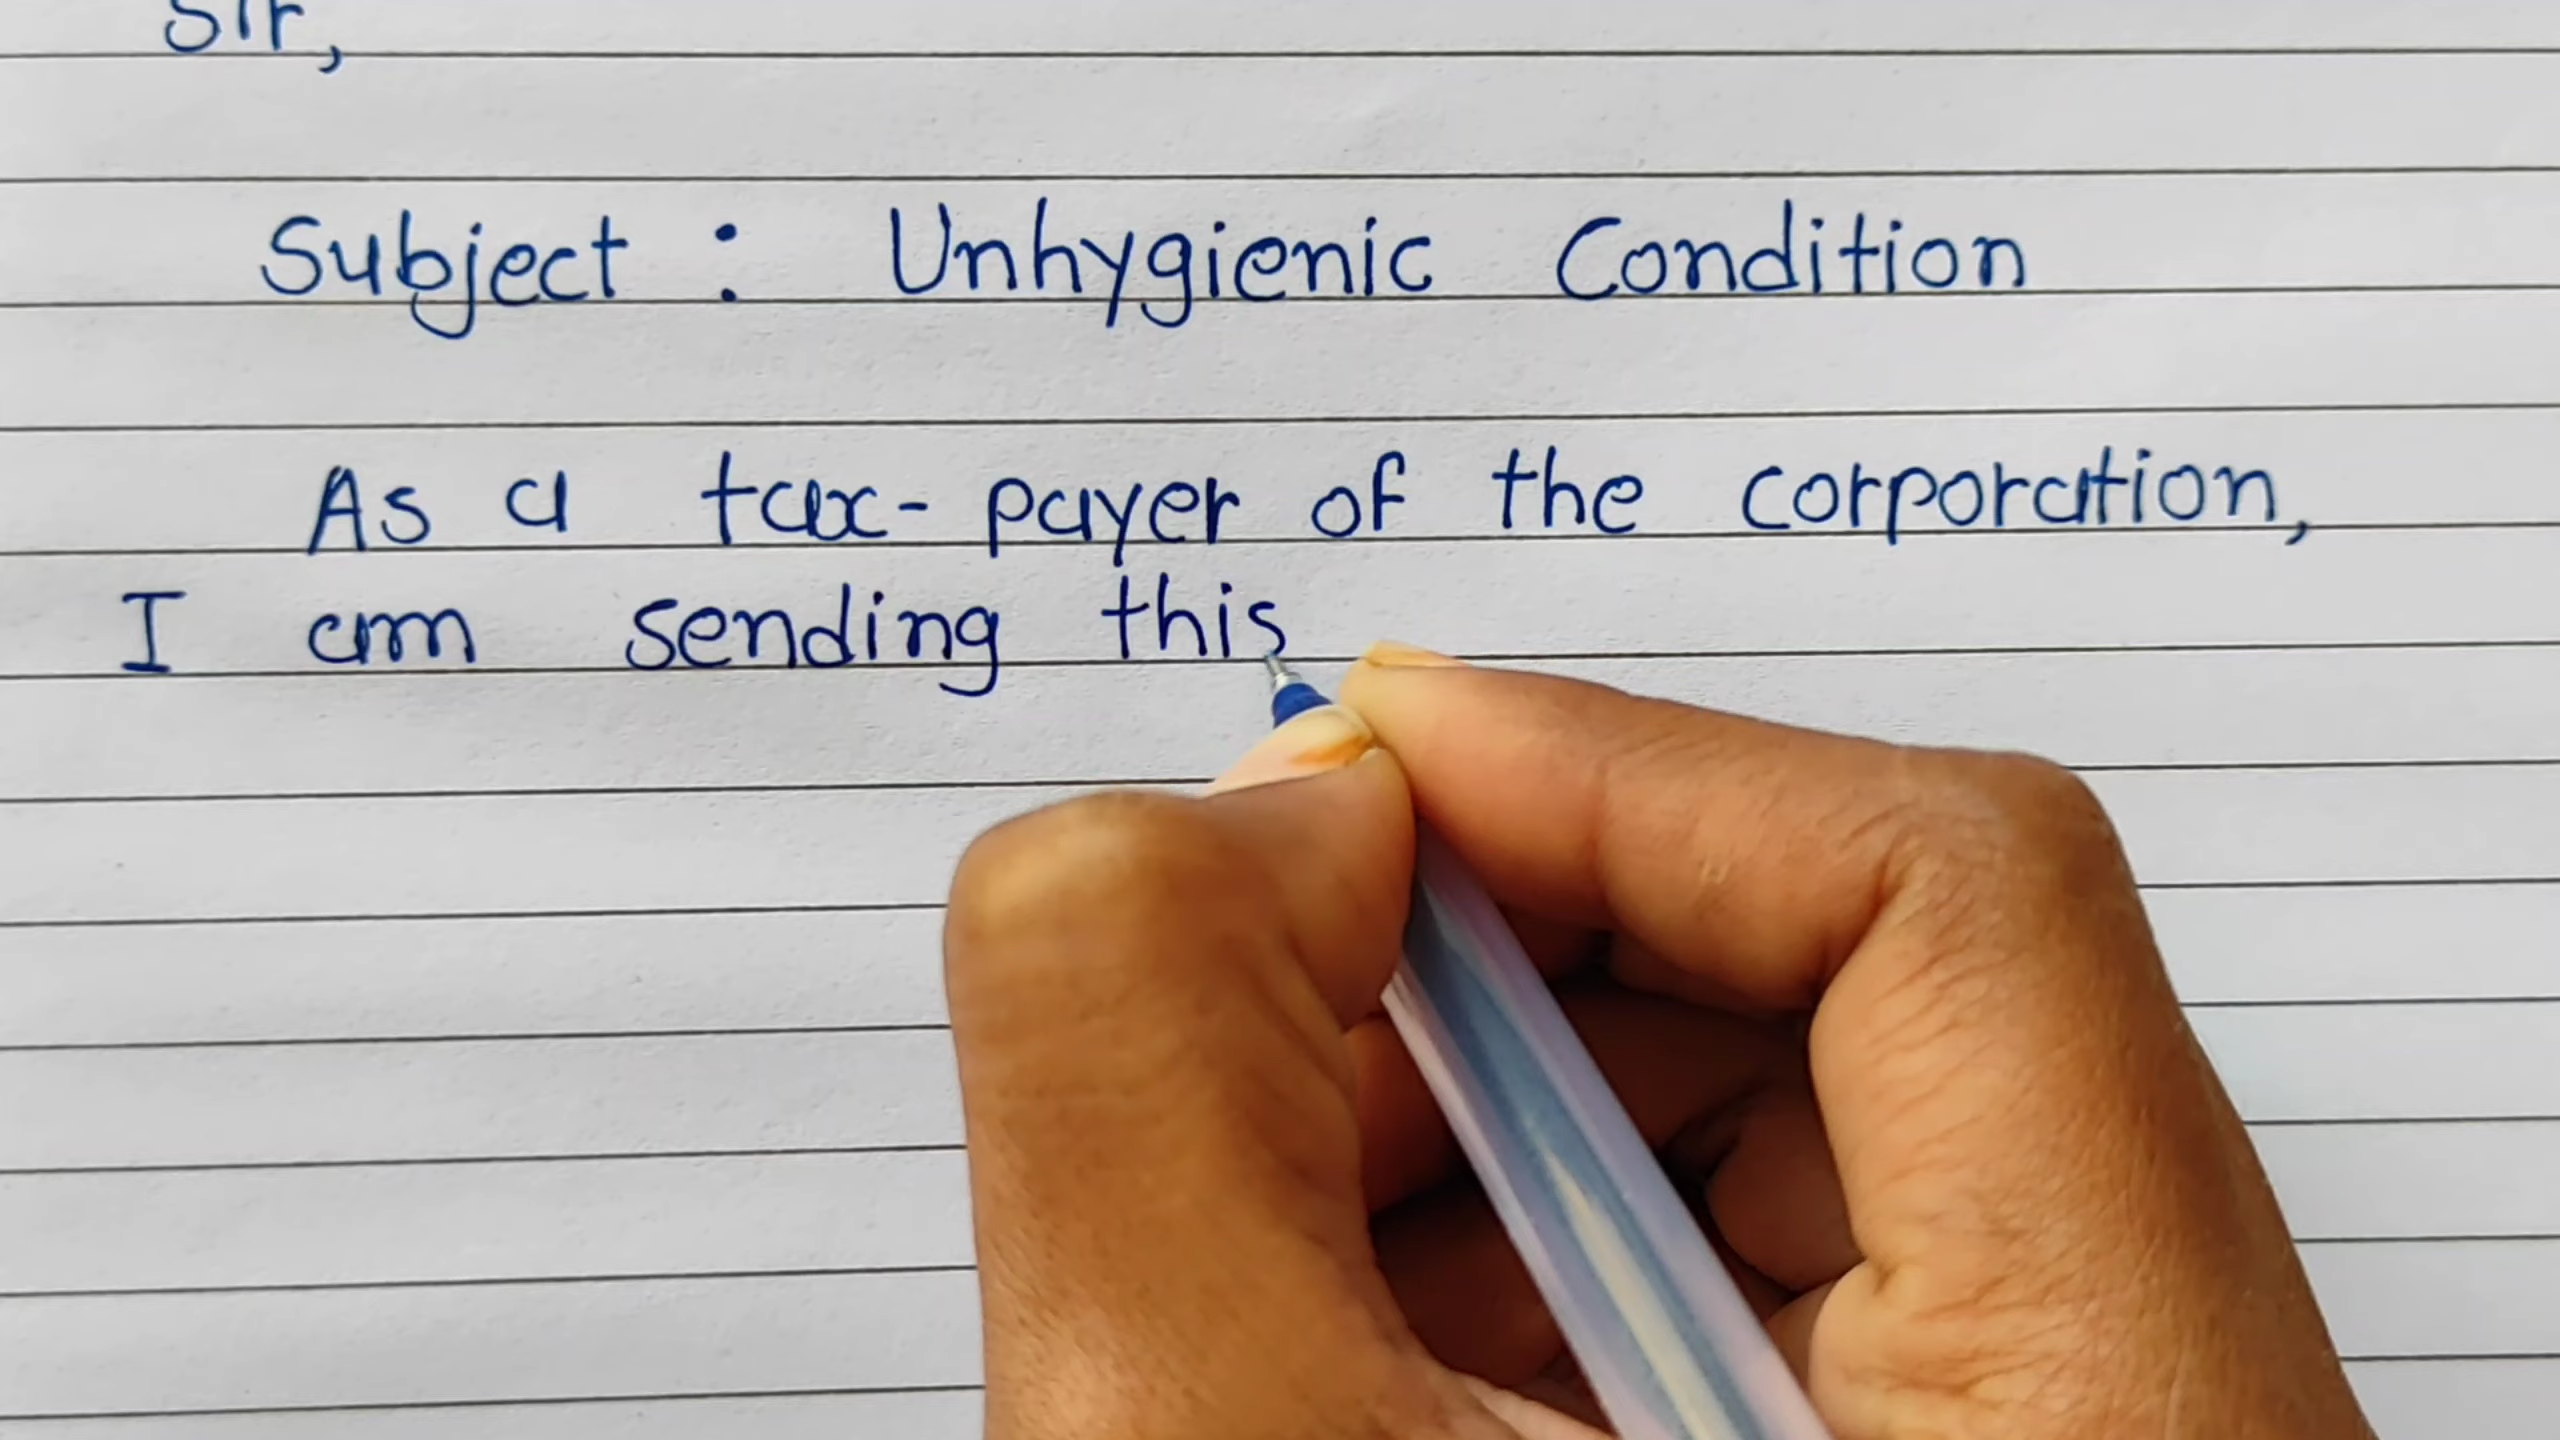 Sir,
Subject : Unhygienic Condition
As a tax-payer of the corporation,
I am sending this